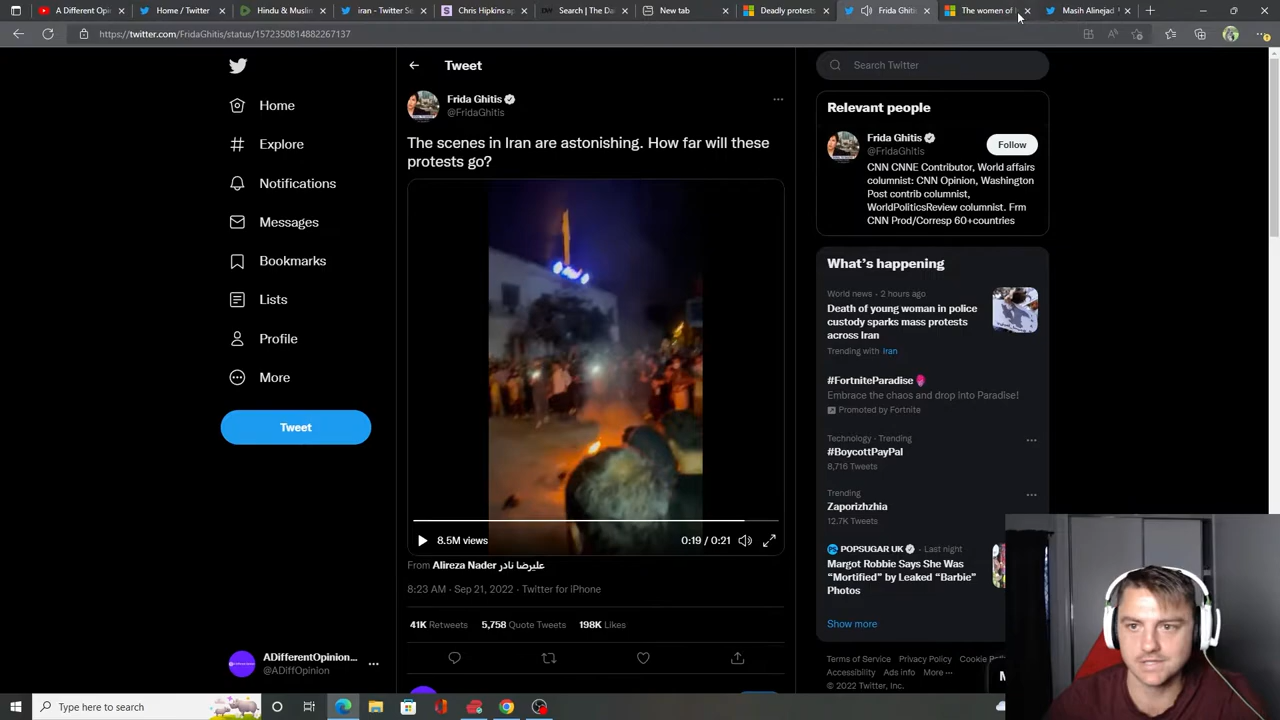 A Different Opi
Home / Twitter
Hindu & Muslim
iran - Twitter Se
C. Hipkins ap
Search | The Da
New tab
Deadly protests
Frida Ghitis
The women of
Masih Alinejad
https://twitter.com/FridaGhitis/status/1572350814882267137
Home
Explore
Notifications
Messages
Bookmarks
Lists
Profile
More
Tweet
ADifferentOpinion...
@ADiffOpinion
Tweet
Frida Ghitis
@FridaGhitis
The scenes in Iran are astonishing. How far will these
protests go?
8.5M views
0:19 / 0:21
From Alireza Nader علیرضا نادر
8:23 AM · Sep 21, 2022 · Twitter for iPhone
41K Retweets 5,758 Quote Tweets 198K Likes
Search Twitter
Relevant people
Frida Ghitis
@FridaGhitis
Follow
CNN CNNE Contributor, World affairs
columnist: CNN Opinion, Washington
Post contrib columnist,
WorldPoliticsReview columnist. Frm
CNN Prod/Corresp 60+countries
What's happening
World news · 2 hours ago
Death of young woman in police
custody sparks mass protests
across Iran
Trending with Iran
#FortniteParadise
Embrace the chaos and drop into Paradise!
Promoted by Fortnite
Technology · Trending
#BoycottPayPal
8,716 Tweets
Trending
Zaporizhzhia
12.7K Tweets
POPSUGAR UK · Last night
Margot Robbie Says She Was
“Mortified” by Leaked “Barbie”
Photos
Show more
Terms of Service Privacy Policy Cookie
Accessibility Ads info More
© 2022 Twitter, Inc.
Type here to search